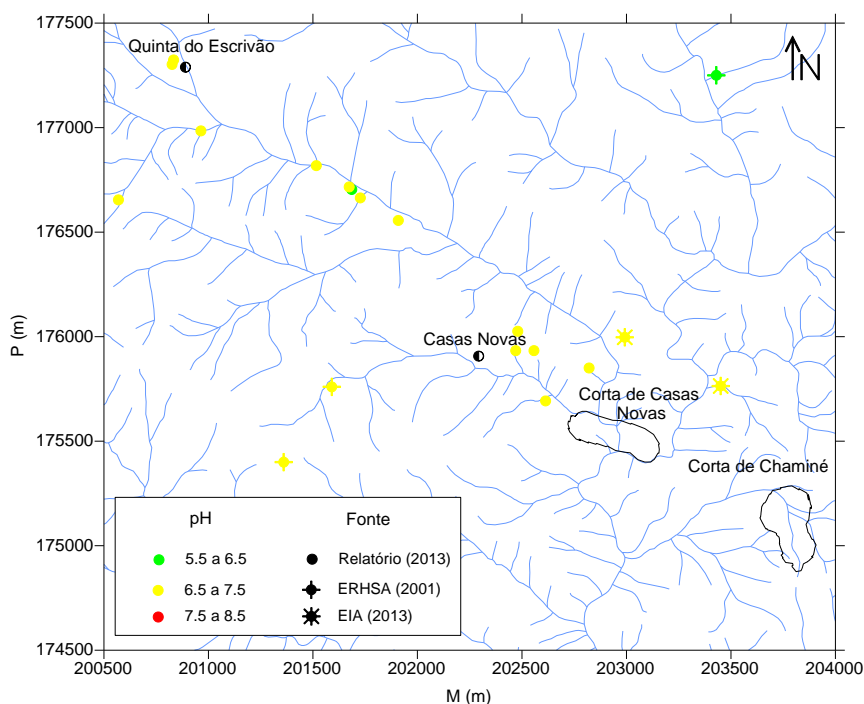 177500
177000
176500
176000
175500
175000
174500
P (m)
Quinta do Escrivão
N
Casas Novas
Corta de Casas
Novas
Corta de Chaminé
pH
Fonte
5.5 a 6.5
Relatório (2013)
6.5 a 7.5
ERHSA (2001)
7.5 a 8.5
EIA (2013)
200500
201000
201500
202000
202500
203000
203500
204000
M (m)